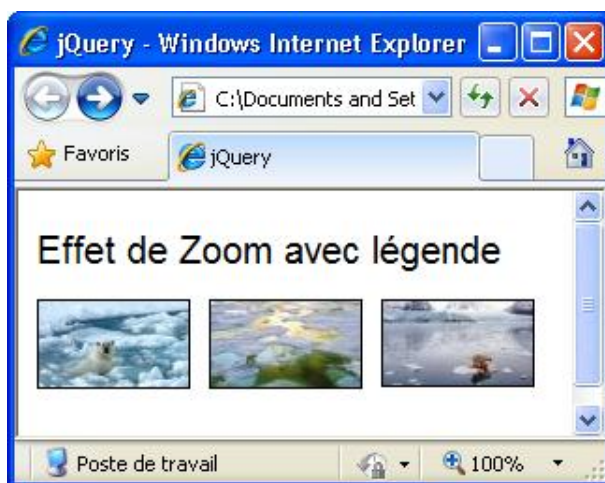 jQuery - Windows Internet Explorer
C:\Documents and Set
Favoris
jQuery
Effet de Zoom avec légende
Poste de travail
100%